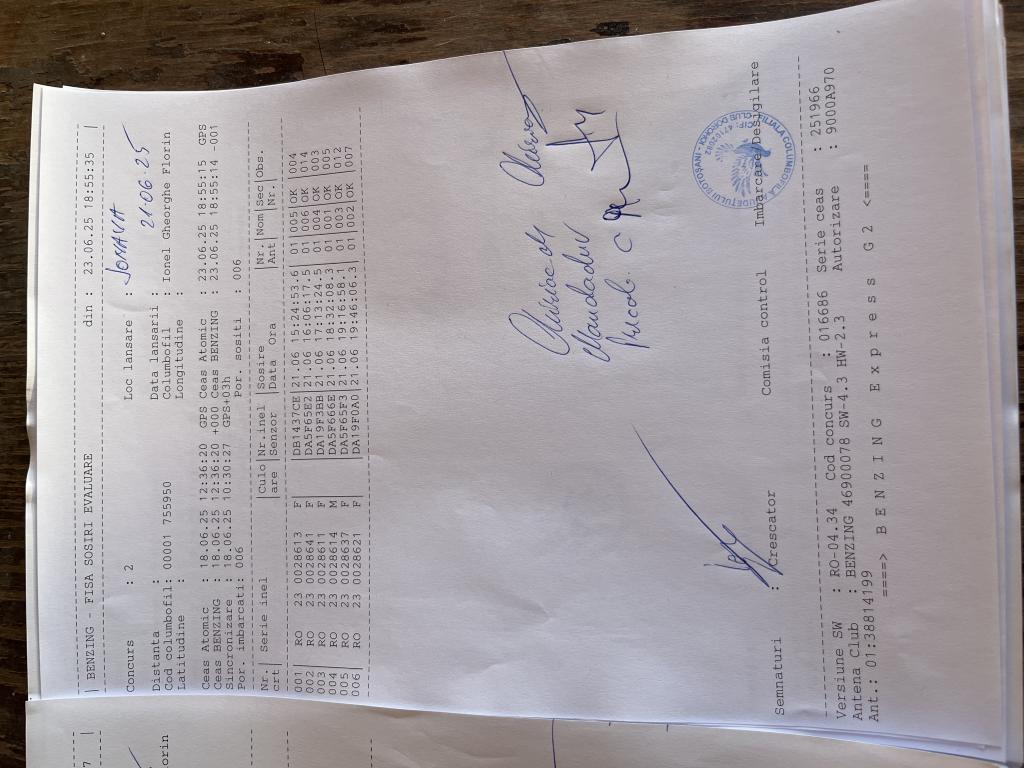 | BENZING - FISA SOSIRI EVALUARE din : 23.06.25 18:55:35 |
Concurs : 2 Loc lansare : JONAVA
Distanta : Data lansarii : 21.06.25
Cod columbofil: 00001 755950 Columbofil : Ionel Gheorghe Florin
Latitudine : Longitudine :
Ceas Atomic : 18.06.25 12:36:20 GPS Ceas Atomic : 23.06.25 18:55:15 GPS
Ceas BENZING : 18.06.25 12:36:20 +000 Ceas BENZING : 23.06.25 18:55:14 -001
Sincronizare : 18.06.25 10:30:27 GPS+03h
Por. imbarcati: 006 Por. sositi : 006
Nr.| Serie inel |Culo|Nr.inel |Sosire |Nr |Nom|Sec|Obs.
crt| |are |Senzor |Data Ora |Ant| |Nr.|
001| RO 23 0028613 F |DB1437CE|21.06 15:24:53.6| 01|005|OK |004
002| RO 23 0028641 F |DA5F65E2|21.06 16:06:17.5| 01|006|OK |014
003| RO 23 0028611 F |DA19F3BB|21.06 17:13:24.5| 01|004|OK |003
004| RO 23 0028614 M |DA5F666E|21.06 18:32:08.3| 01|001|OK |005
005| RO 23 0028637 F |DA5F65F3|21.06 19:16:58.1| 01|003|OK |012
006| RO 23 0028621 F |DA19F0A0|21.06 19:46:06.3| 01|002|OK |007
Semnaturi : Crescator Comisia control Imbarcare Desigilare
Versiune SW : RO-04.34 Cod concurs : 016686 Serie ceas : 251966
Antena Club : BENZING 46900078 SW-4.3 HW-2.3 Autorizare : 9000A970
Ant.: 01:38814199
====> B E N Z I N G E x p r e s s G 2 <====